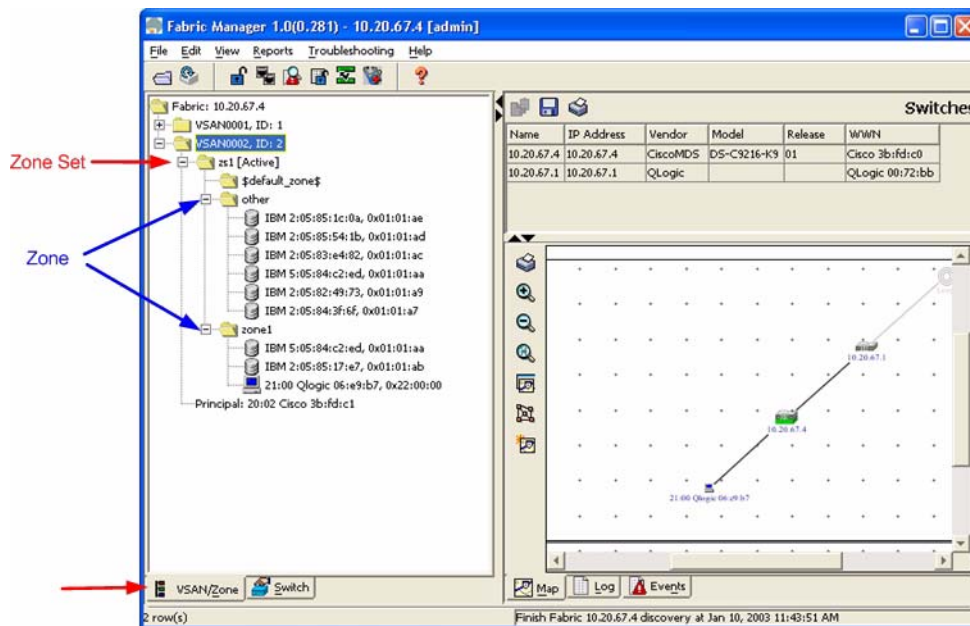 Fabric Manager 1.0(0.281) - 10.20.67.4 [admin]
File Edit View Reports Troubleshooting Help
Fabric: 10.20.67.4
VSAN0001, ID: 1
VSAN0002, ID: 2
Zone Set
zs1 [Active]
$default_zone$
other
IBM 2:05:85:1c:0a, 0x01:01:ae
IBM 2:05:85:54:1b, 0x01:01:ad
Zone
IBM 2:05:83:e4:82, 0x01:01:ac
IBM 5:05:84:c2:ed, 0x01:01:aa
IBM 2:05:82:49:73, 0x01:01:a9
IBM 2:05:84:3f:6f, 0x01:01:a7
zone1
IBM 5:05:84:c2:ed, 0x01:01:aa
IBM 2:05:85:17:e7, 0x01:01:ab
21:00 Qlogic 06:e9:b7, 0x22:00:00
Principal: 20:02 Cisco 3b:fd:c1
VSAN/Zone Switch
2 row(s)
Switches
Name IP Address Vendor Model Release WWN
10.20.67.4 10.20.67.4 CiscoMDS DS-C9216-K9 01 Cisco 3b:fd:c0
10.20.67.1 10.20.67.1 QLogic QLogic 00:72:bb
10.20.67.1
10.20.67.4
21:00 Qlogic 06:e9:b7
Map Log Events
Finish Fabric 10.20.67.4 discovery at Jan 10, 2003 11:43:51 AM